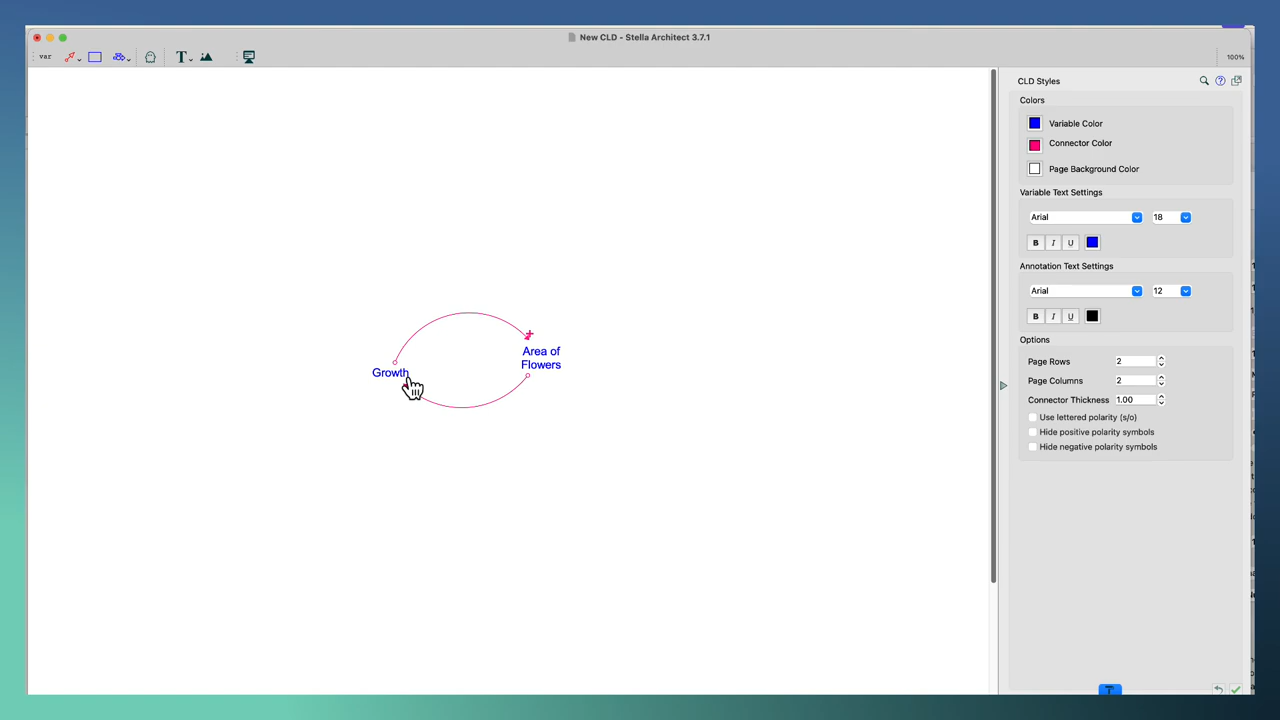 New CLD - Stella Architect 3.7.1
var
T
100%
CLD Styles
Colors
Variable Color
Connector Color
Page Background Color
Variable Text Settings
Arial
18
B I U
Annotation Text Settings
Arial
12
B I U
Options
Page Rows 2
Page Columns 2
Connector Thickness 1.00
Use lettered polarity (s/o)
Hide positive polarity symbols
Hide negative polarity symbols
+
Area of
Flowers
Growth